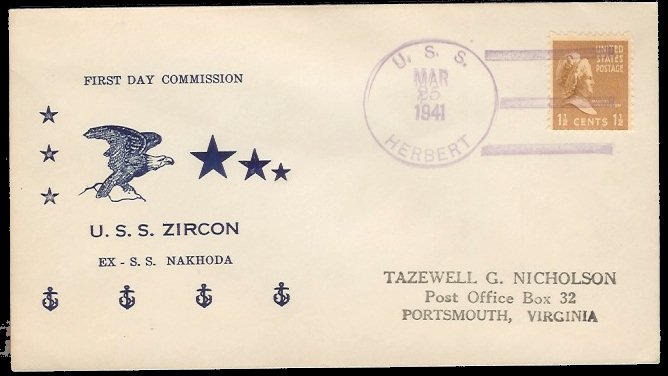 FIRST DAY COMMISSION
U. S. S. ZIRCON
EX - S. S. NAKHODA
U. S. S.
MAR
25
1941
HERBERT
UNITED
STATES
POSTAGE
1½ CENTS 1½
TAZEWELL G. NICHOLSON
Post Office Box 32
PORTSMOUTH, VIRGINIA